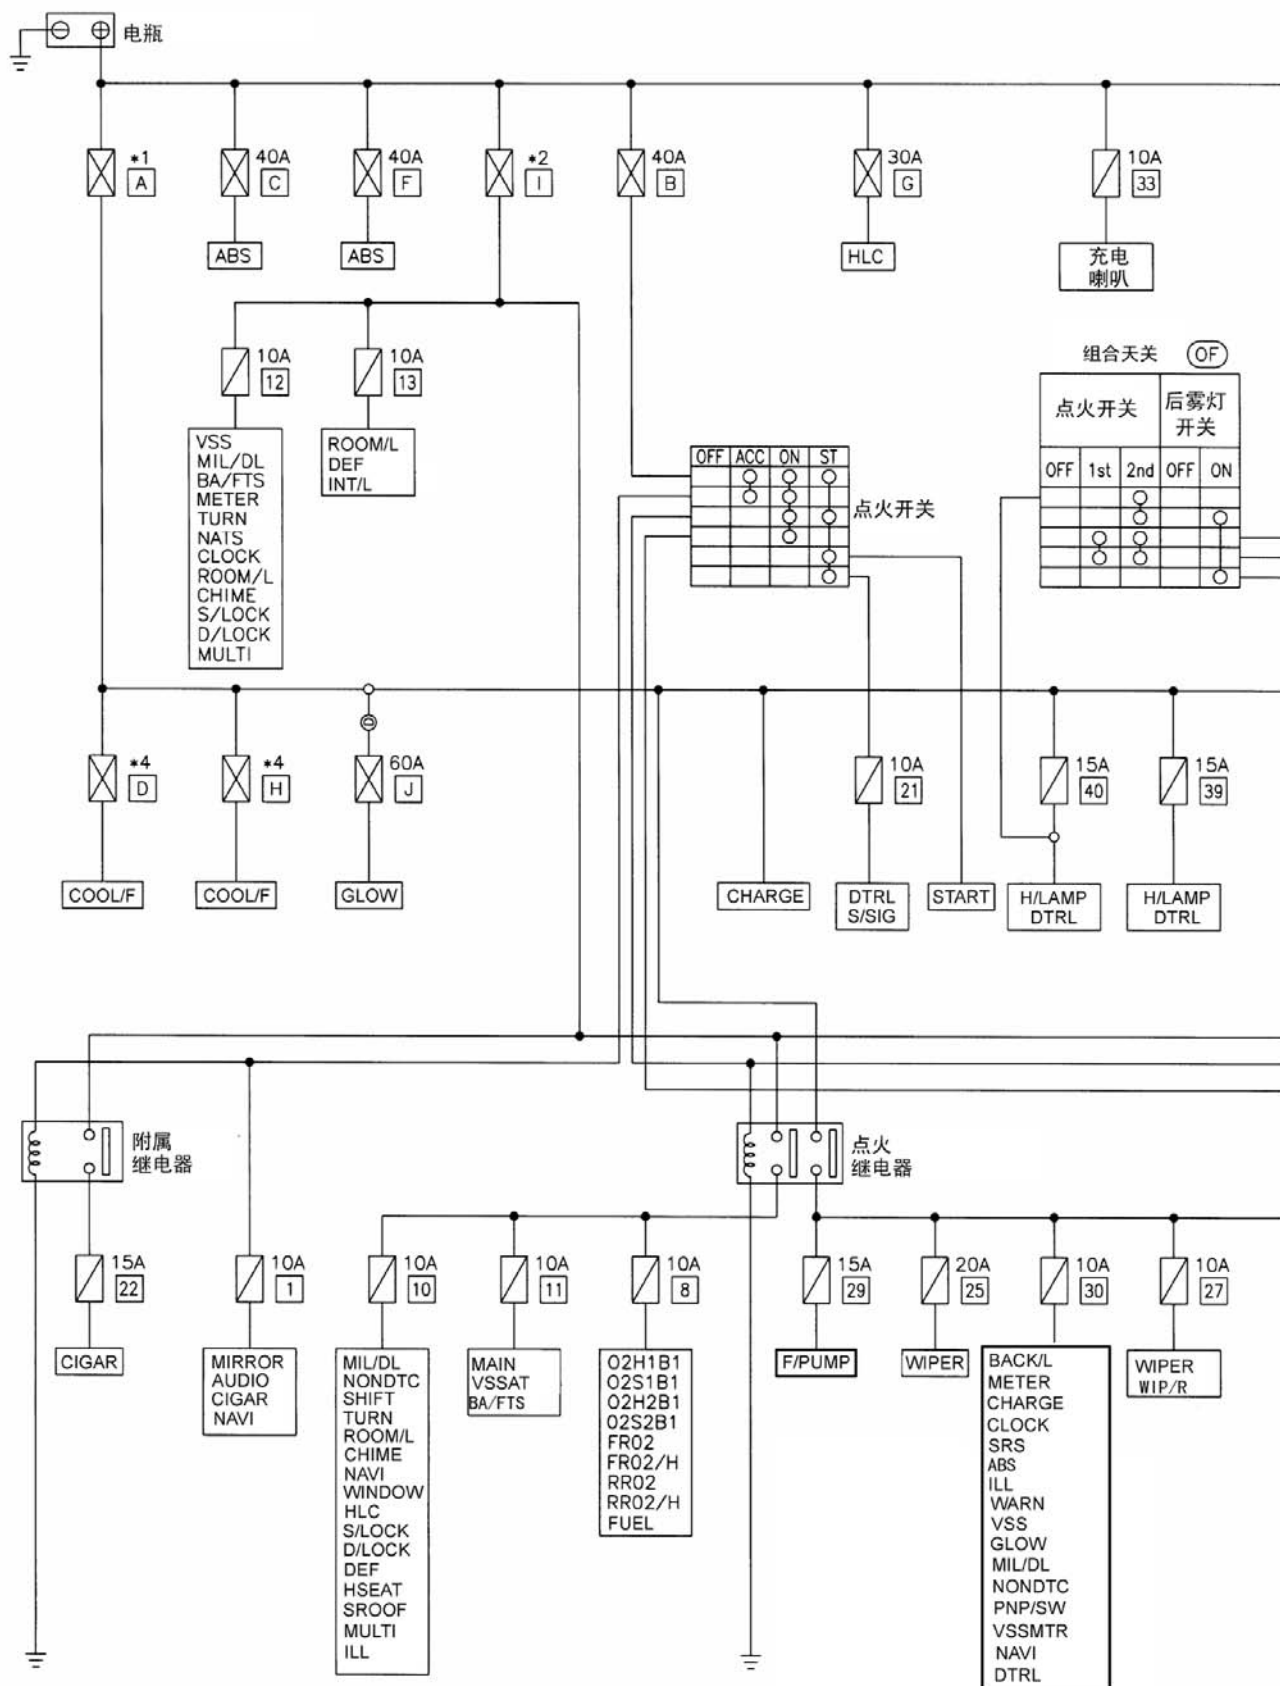 电瓶
*1
A
40A
C
40A
F
*2
I
40A
B
30A
G
10A
33
ABS
ABS
HLC
充电
喇叭
10A
12
10A
13
VSS
MIL/DL
BA/FTS
METER
TURN
NATS
CLOCK
ROOM/L
CHIME
S/LOCK
D/LOCK
MULTI
ROOM/L
DEF
INT/L
OFF ACC ON ST
点火开关
组合天关 OF
点火开关
后雾灯
开关
OFF 1st 2nd OFF ON
*4
D
*4
H
D
60A
J
10A
21
15A
40
15A
39
COOL/F
COOL/F
GLOW
CHARGE
DTRL
S/SIG
START
H/LAMP
DTRL
H/LAMP
DTRL
附属
继电器
点火
继电器
15A
22
10A
1
10A
10
10A
11
10A
8
15A
29
20A
25
10A
30
10A
27
CIGAR
MIRROR
AUDIO
CIGAR
NAVI
MIL/DL
NONDTC
SHIFT
TURN
ROOM/L
CHIME
NAVI
WINDOW
HLC
S/LOCK
D/LOCK
DEF
HSEAT
SROOF
MULTI
ILL
MAIN
VSSAT
BA/FTS
O2H1B1
O2S1B1
O2H2B1
O2S2B1
FRO2
FRO2/H
RRO2
RRO2/H
FUEL
F/PUMP
WIPER
BACK/L
METER
CHARGE
CLOCK
SRS
ABS
ILL
WARN
VSS
GLOW
MIL/DL
NONDTC
PNP/SW
VSSMTR
NAVI
DTRL
WIPER
WIP/R